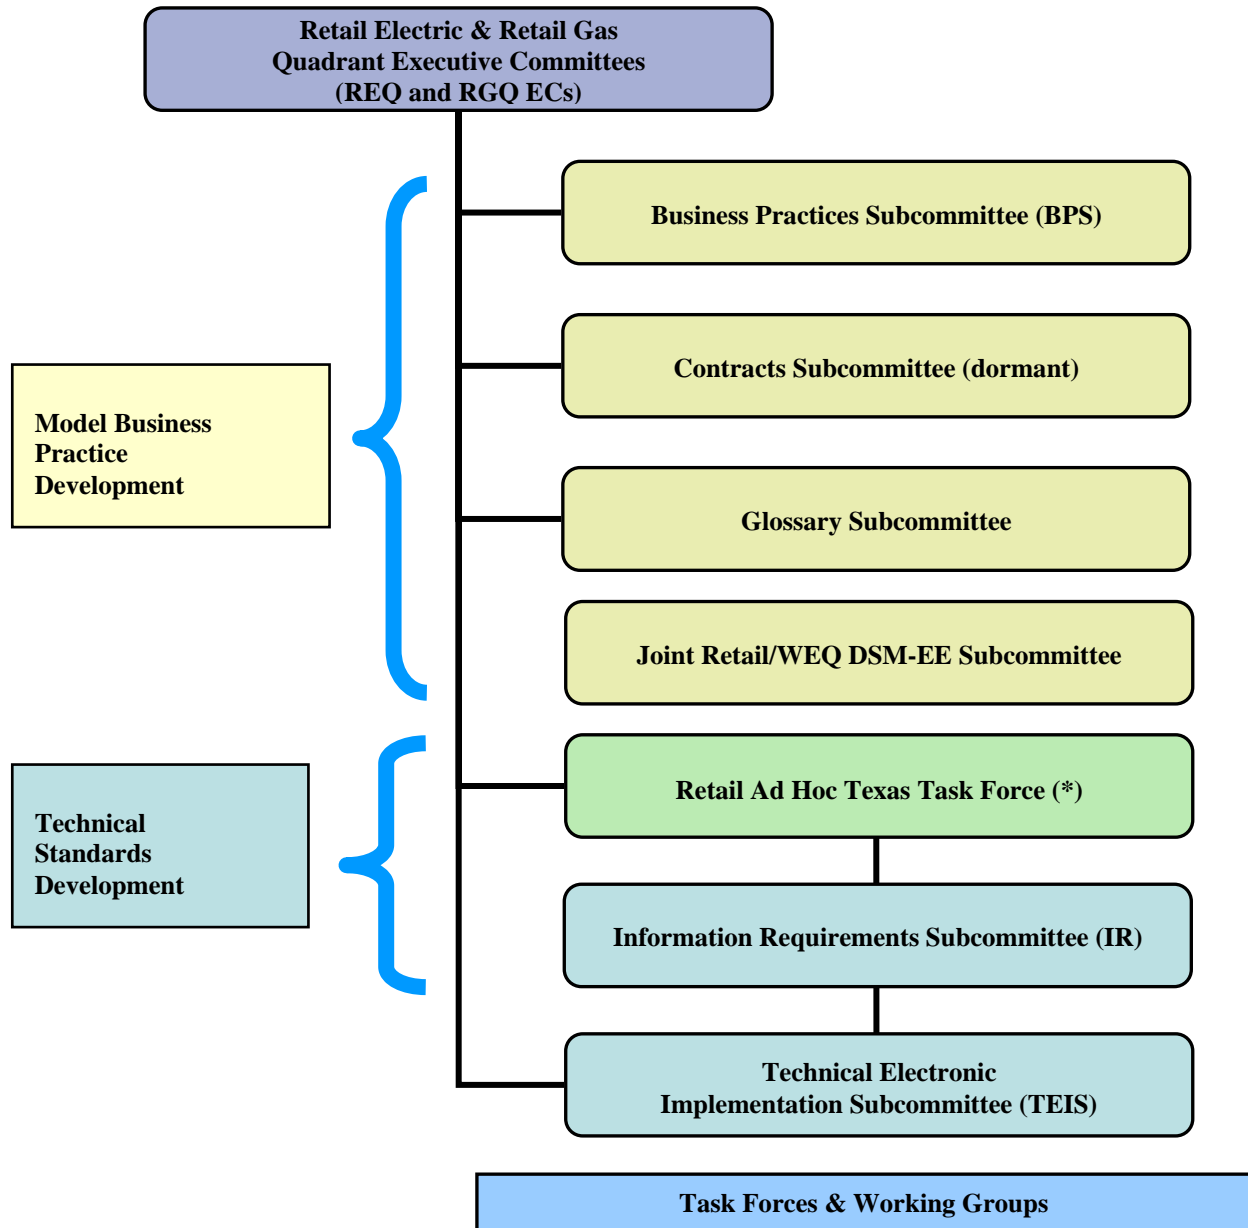 Retail Electric & Retail Gas
Quadrant Executive Committees
(REQ and RGQ ECs)
Business Practices Subcommittee (BPS)
Contracts Subcommittee (dormant)
Model Business
Practice
Development
Glossary Subcommittee
Joint Retail/WEQ DSM-EE Subcommittee
Retail Ad Hoc Texas Task Force (*)
Technical
Standards
Development
Information Requirements Subcommittee (IR)
Technical Electronic
Implementation Subcommittee (TEIS)
Task Forces & Working Groups